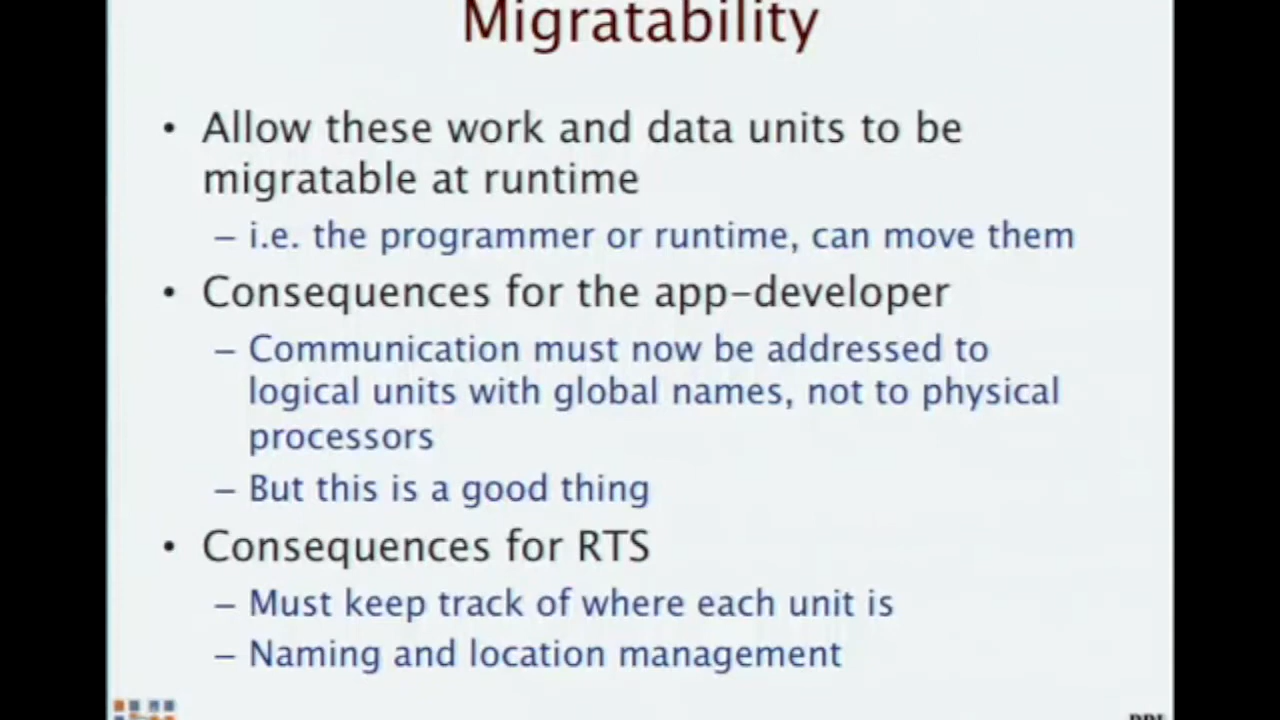 Migratability
• Allow these work and data units to be
migratable at runtime
– i.e. the programmer or runtime, can move them
• Consequences for the app-developer
– Communication must now be addressed to
logical units with global names, not to physical
processors
– But this is a good thing
• Consequences for RTS
– Must keep track of where each unit is
– Naming and location management